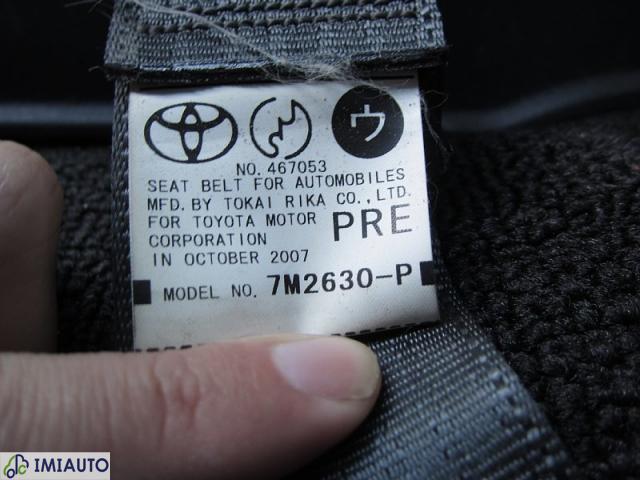 ウ
NO. 467053
SEAT BELT FOR AUTOMOBILES
MFD. BY TOKAI RIKA CO., LTD.
FOR TOYOTA MOTOR
CORPORATION PRE
IN OCTOBER 2007
MODEL NO. 7M2630-P
IMIAUTO